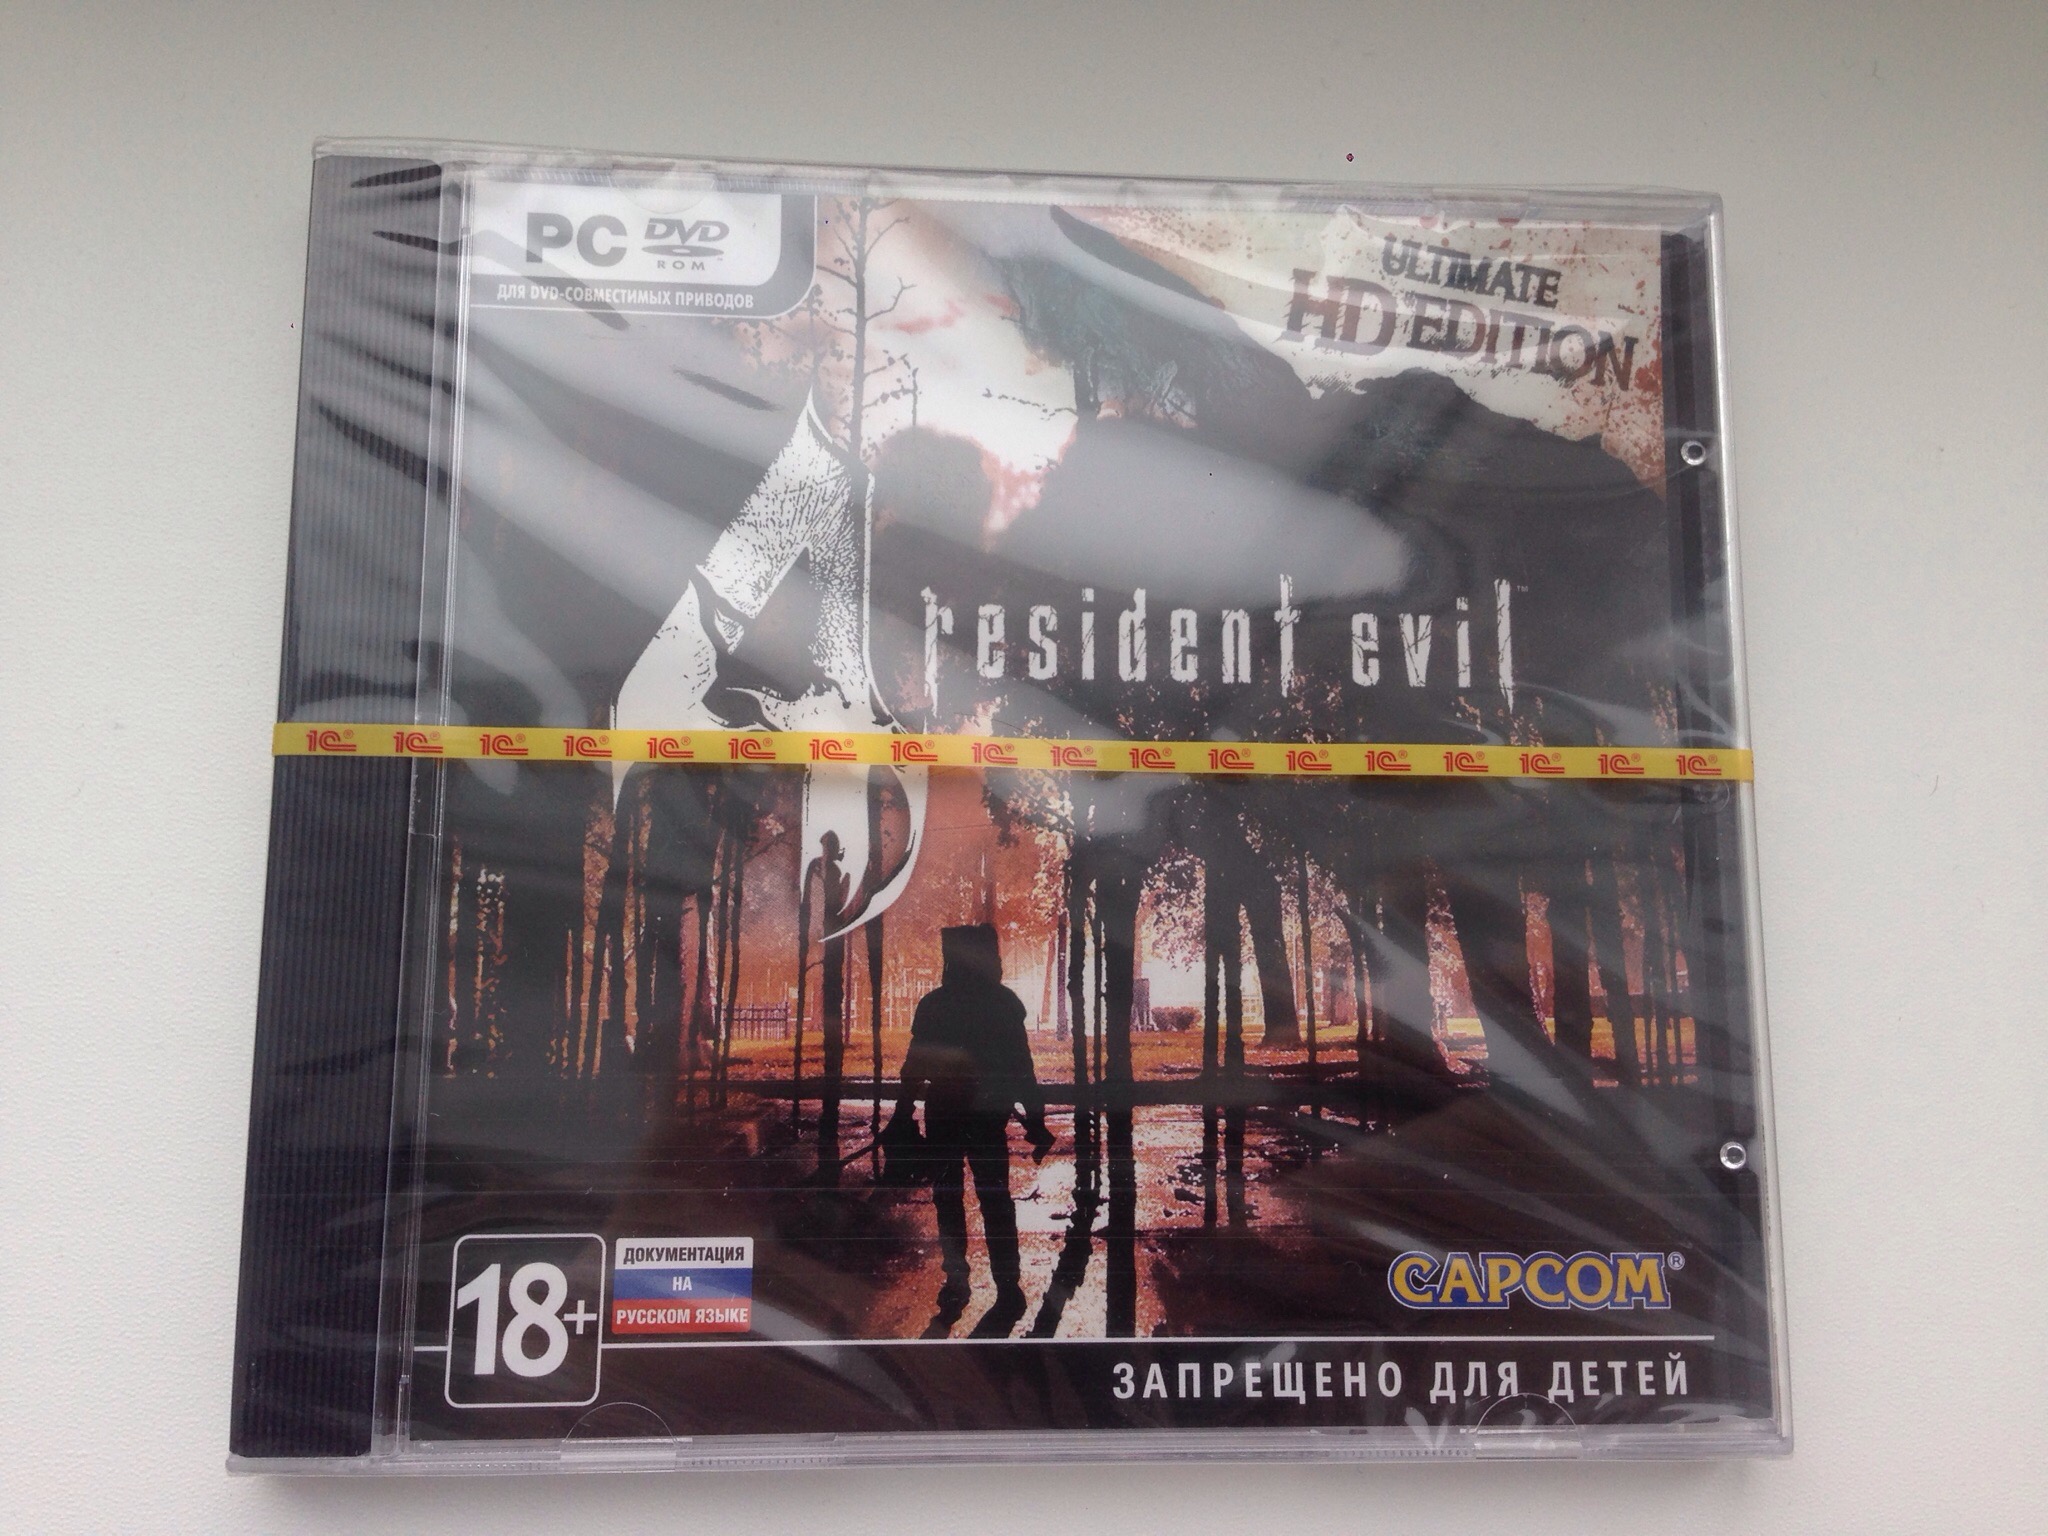 PC DVD
ROM™
ДЛЯ DVD-СОВМЕСТИМЫХ ПРИВОДОВ
ULTIMATE
HD EDITION
4
resident evil™
1C® 1C® 1C® 1C® 1C® 1C® 1C® 1C® 1C® 1C® 1C® 1C® 1C® 1C® 1C® 1C® 1C® 1C®
18+
ДОКУМЕНТАЦИЯ
НА
РУССКОМ ЯЗЫКЕ
CAPCOM®
ЗАПРЕЩЕНО ДЛЯ ДЕТЕЙ